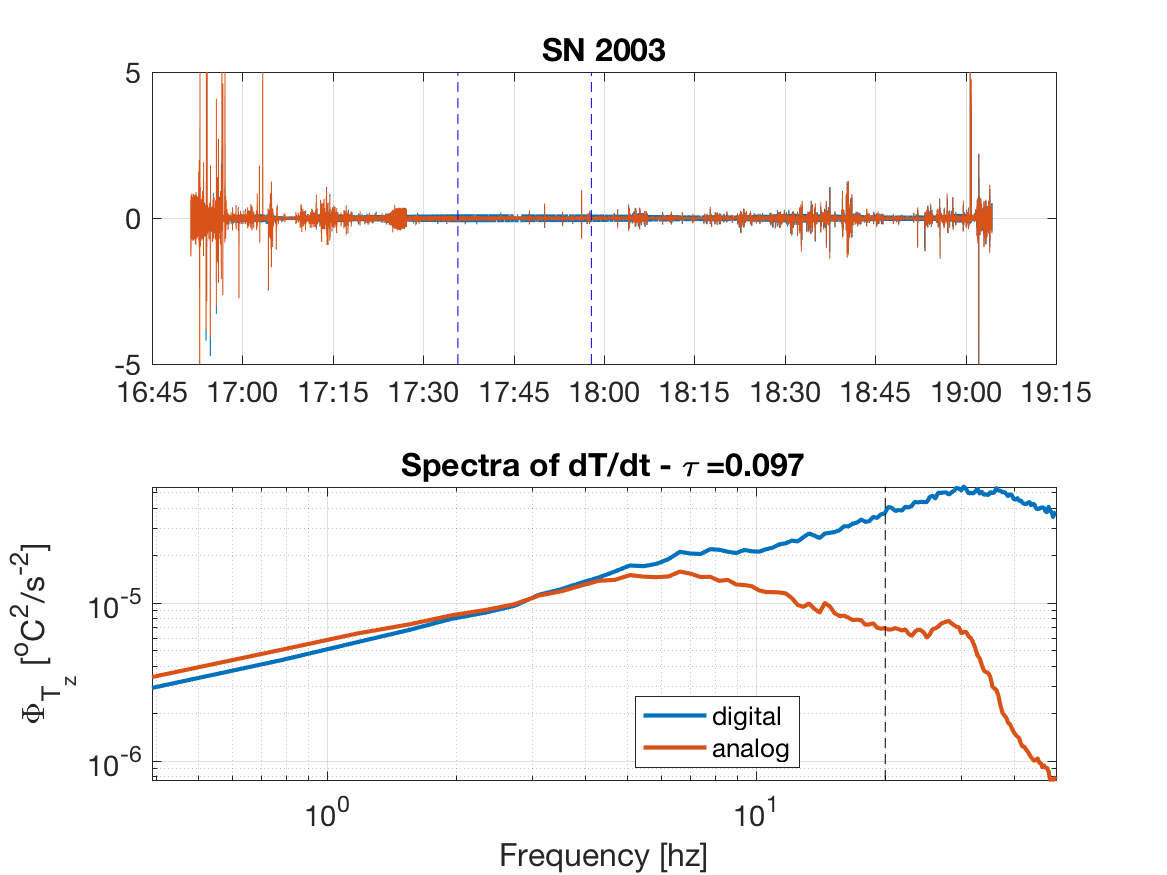 SN 2003
5
0
-5
16:45 17:00 17:15 17:30 17:45 18:00 18:15 18:30 18:45 19:00 19:15
Spectra of dT/dt - τ =0.097
Φ_{T_z} [°C²/s⁻²]
10⁻⁵
10⁻⁶
digital
analog
10⁰ 10¹
Frequency [hz]